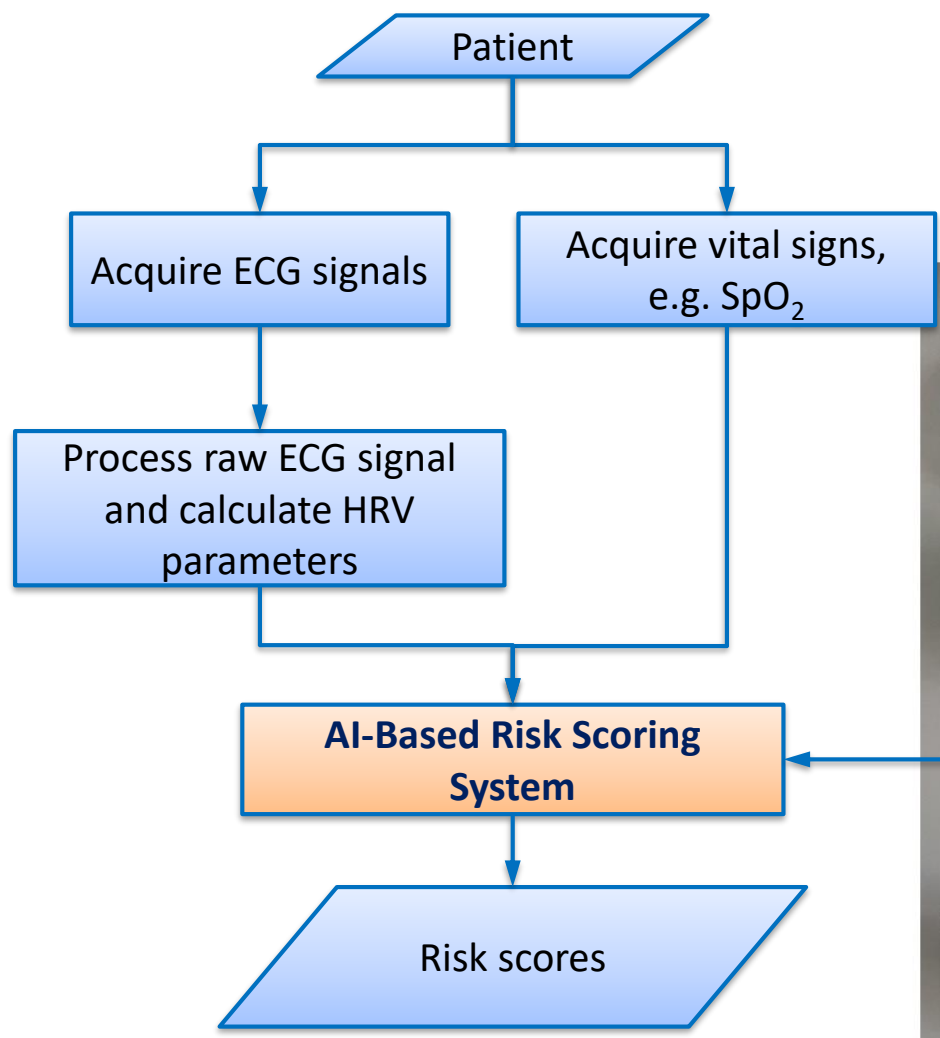 Patient
Acquire ECG signals
Acquire vital signs,
e.g. SpO₂
Process raw ECG signal
and calculate HRV
parameters
AI-Based Risk Scoring
System
Risk scores